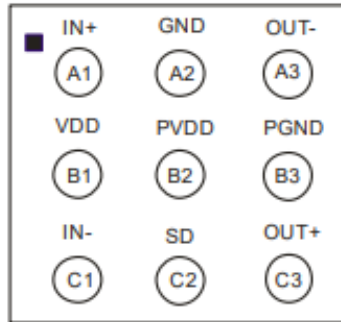 IN+ GND OUT-
A1 A2 A3
VDD PVDD PGND
B1 B2 B3
IN- SD OUT+
C1 C2 C3